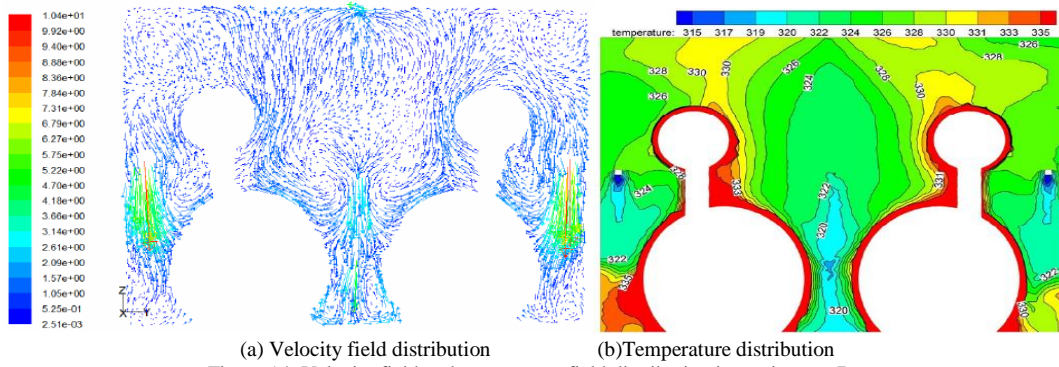 1.04e+01
9.92e+00
9.40e+00
8.88e+00
8.36e+00
7.84e+00
7.31e+00
6.79e+00
6.27e+00
5.75e+00
5.22e+00
4.70e+00
4.18e+00
3.66e+00
3.14e+00
2.61e+00
2.09e+00
1.57e+00
1.05e+00
5.25e-01
2.51e-03
Z
X Y
temperature: 315 317 319 320 322 324 326 328 330 331 333 335
328
330
330
326
324
326
330
328
326
326
324
333
331
322
320
322
335
320
322
330
(a) Velocity field distribution
(b)Temperature distribution